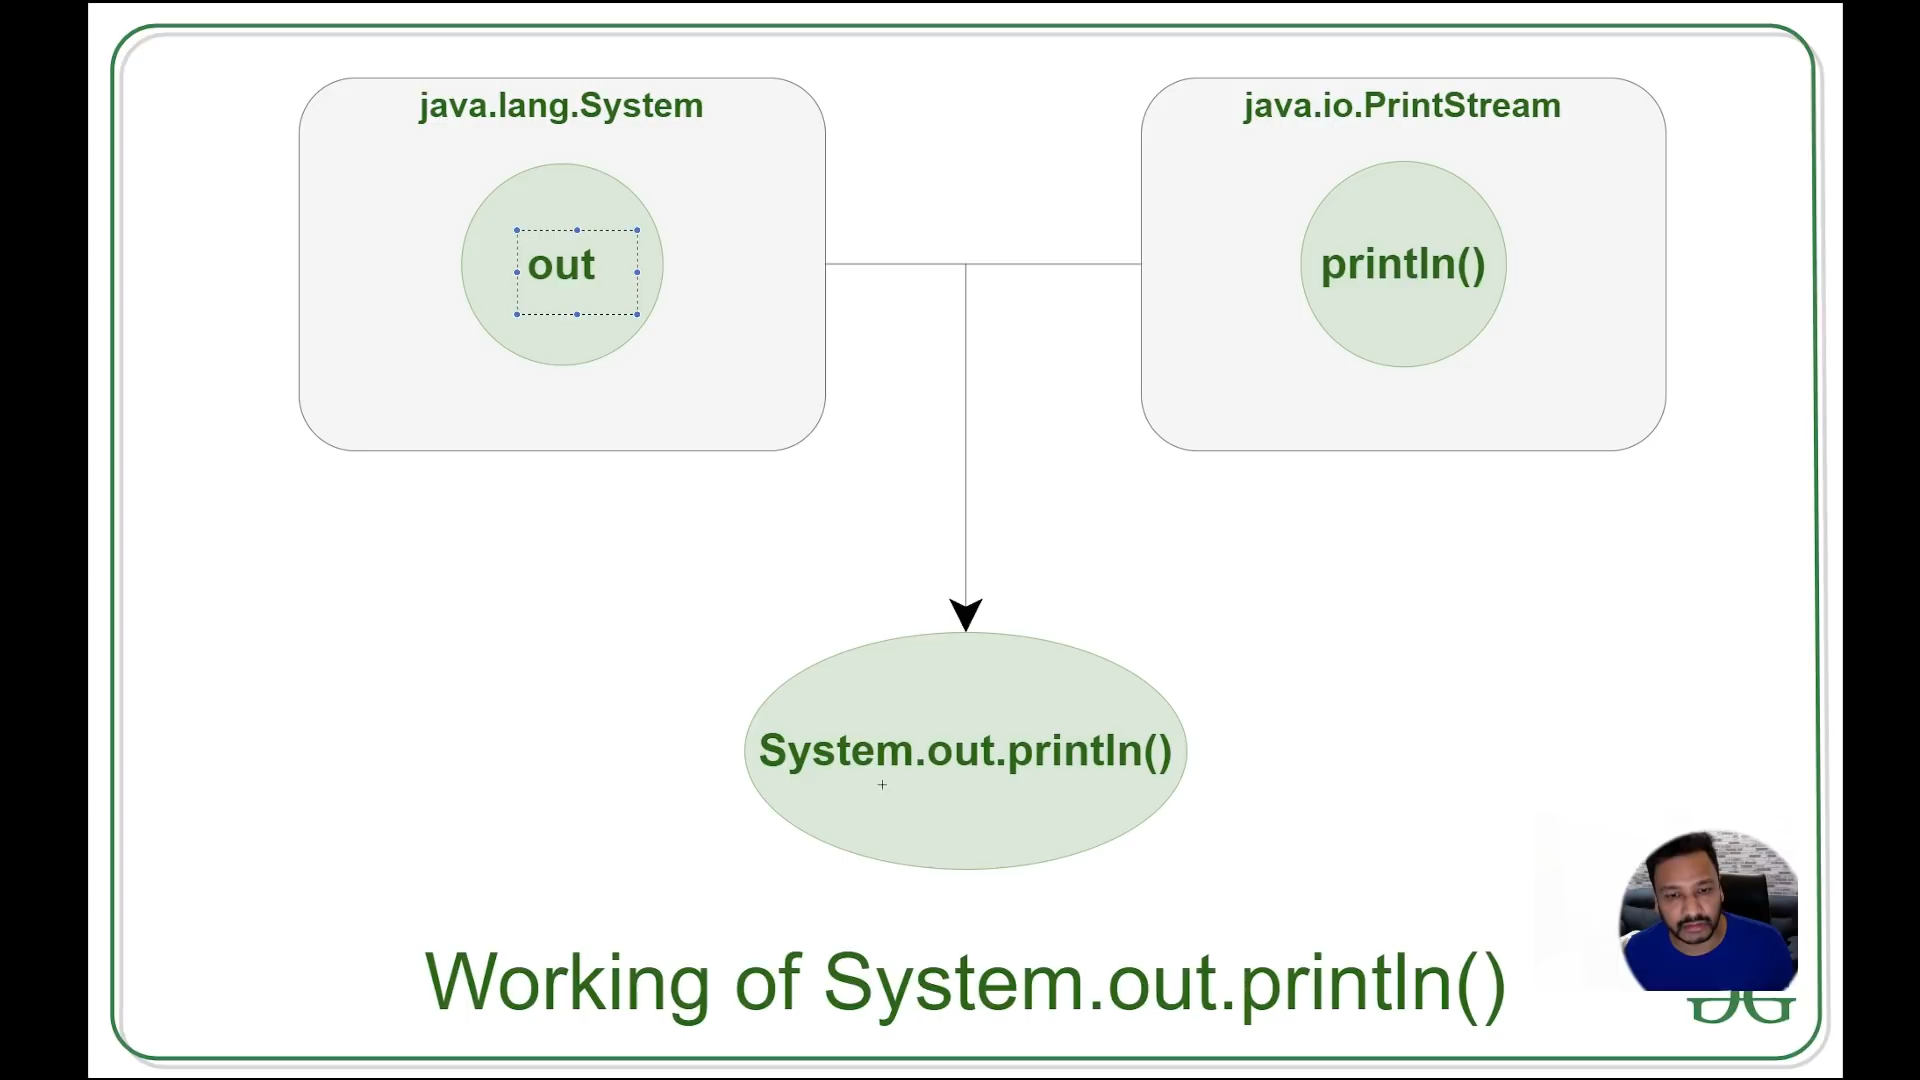 java.lang.System
java.io.PrintStream
out
println()
System.out.println()
Working of System.out.println()